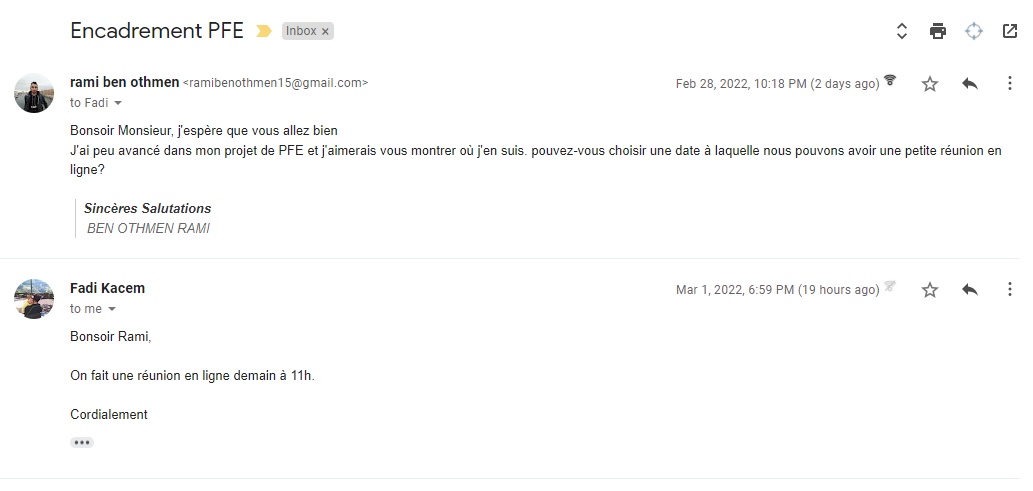 Encadrement PFE Inbox x
rami ben othmen <ramibenothmen15@gmail.com> Feb 28, 2022, 10:18 PM (2 days ago)
to Fadi
Bonsoir Monsieur, j'espère que vous allez bien
J'ai peu avancé dans mon projet de PFE et j'aimerais vous montrer où j'en suis. pouvez-vous choisir une date à laquelle nous pouvons avoir une petite réunion en
ligne?
Sincères Salutations
BEN OTHMEN RAMI
Fadi Kacem Mar 1, 2022, 6:59 PM (19 hours ago)
to me
Bonsoir Rami,
On fait une réunion en ligne demain à 11h.
Cordialement